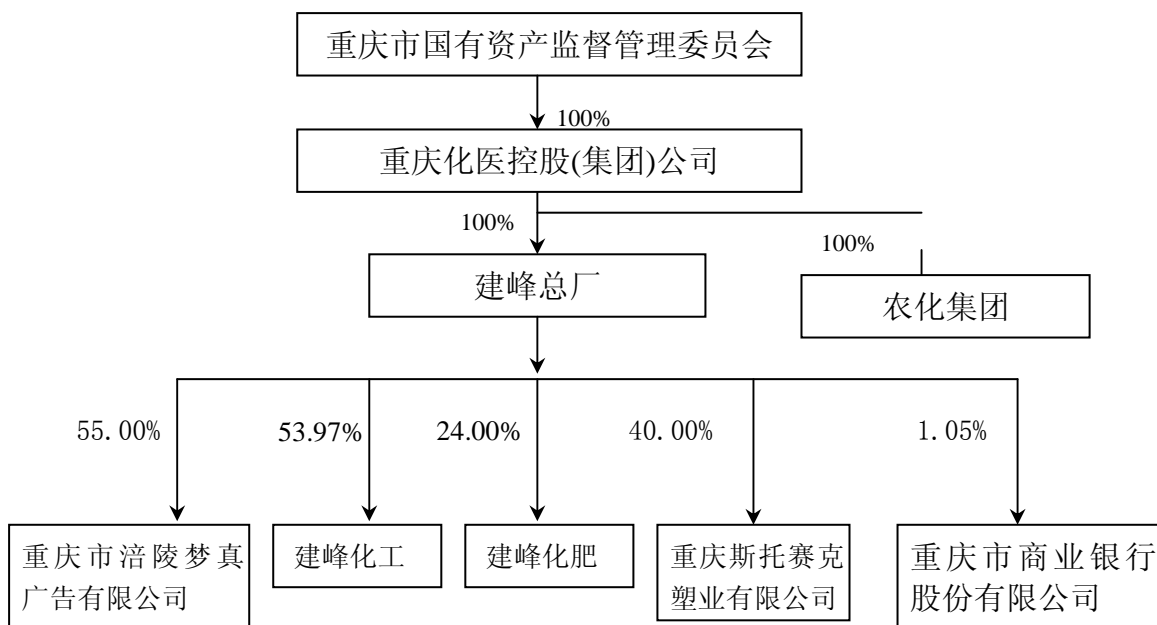 重庆市国有资产监督管理委员会
100%
重庆化医控股(集团)公司
100%
100%
建峰总厂
农化集团
55.00%
53.97%
24.00%
40.00%
1.05%
重庆市涪陵梦真
广告有限公司
建峰化工
建峰化肥
重庆斯托赛克
塑业有限公司
重庆市商业银行
股份有限公司